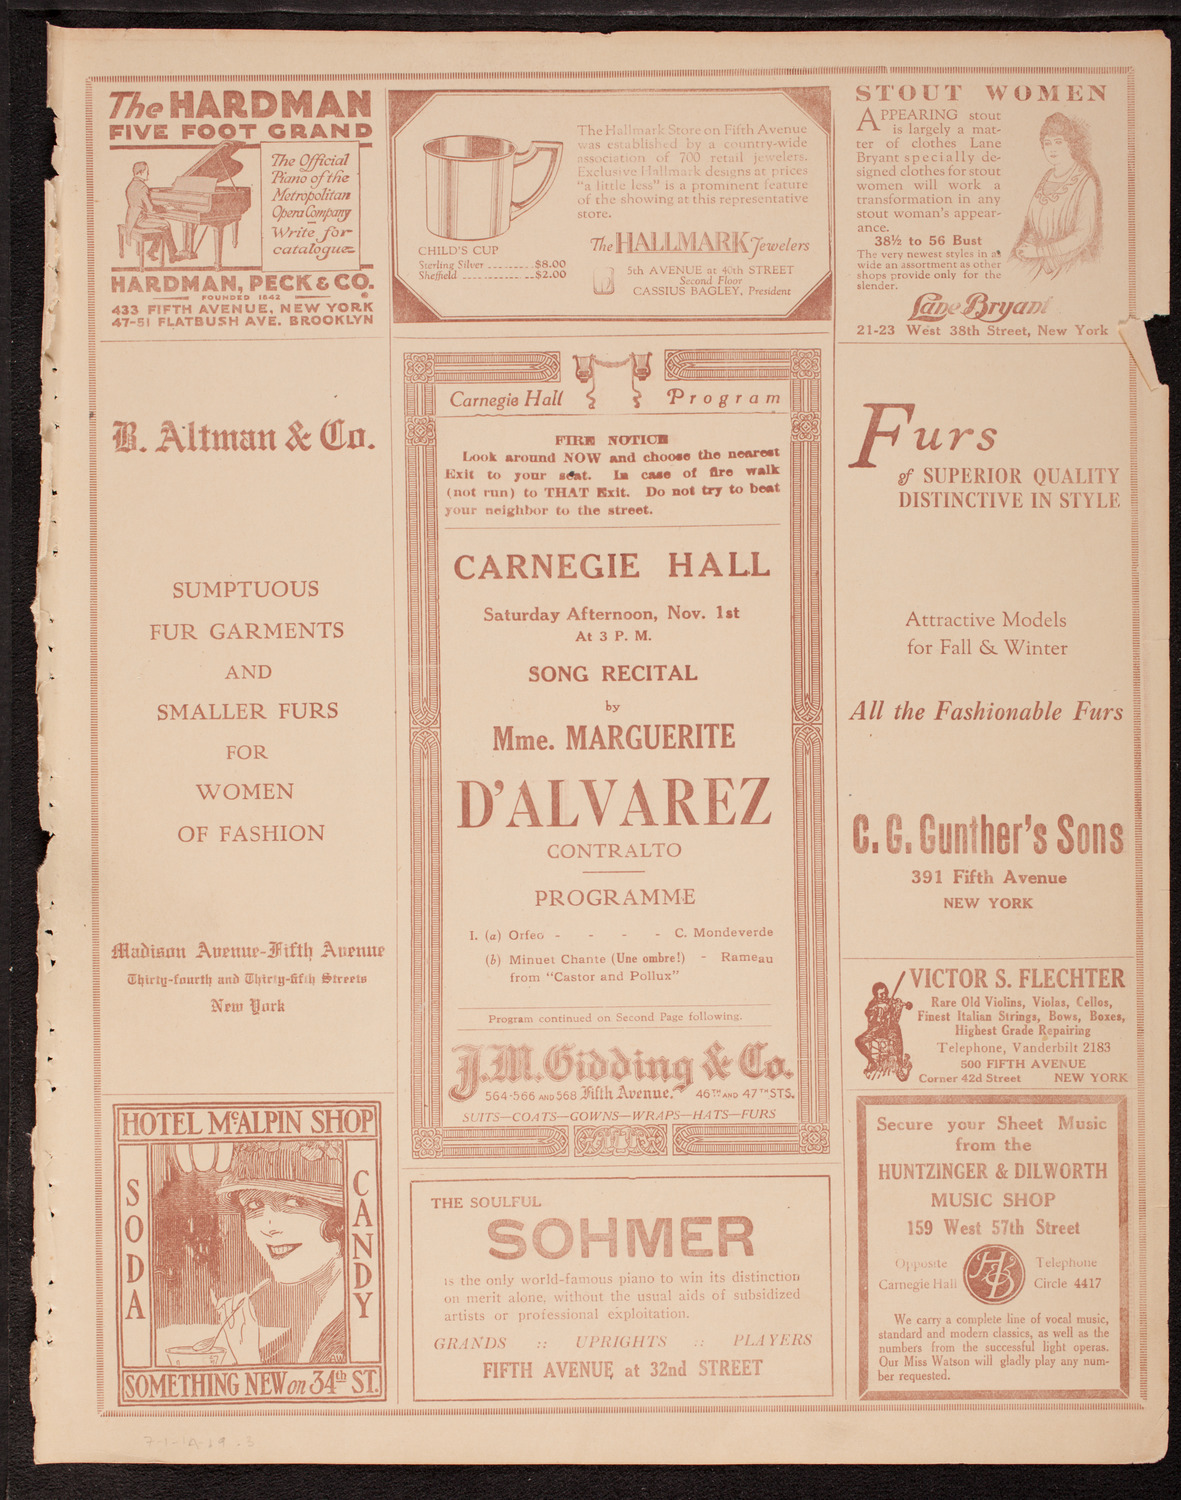 The HARDMAN
FIVE FOOT GRAND
The Official
Piano of the
Metropolitan
Opera Company
Write for
catalogue
HARDMAN, PECK & CO.
FOUNDED 1842
433 FIFTH AVENUE, NEW YORK
47-51 FLATBUSH AVE. BROOKLYN
The Hallmark Store on Fifth Avenue
was established by a country-wide
association of 700 retail jewelers.
Exclusive Hallmark designs at prices
"a little less" is a prominent feature
of the showing at this representative
store.
CHILD'S CUP
Sterling Silver ----------$8.00
Sheffield ---------------$2.00
The HALLMARK Jewelers
5th AVENUE at 40th STREET
Second Floor
CASSIUS BAGLEY, President
STOUT WOMEN
APPEARING stout
is largely a mat-
ter of clothes Lane
Bryant specially de-
signed clothes for stout
women will work a
transformation in any
stout woman's appear-
ance.
38½ to 56 Bust
The very newest styles in as
wide an assortment as other
shops provide only for the
slender.
Lane Bryant
21-23 West 38th Street, New York
B. Altman & Co.
SUMPTUOUS
FUR GARMENTS
AND
SMALLER FURS
FOR
WOMEN
OF FASHION
Madison Avenue-Fifth Avenue
Thirty-fourth and Thirty-fifth Streets
New York
HOTEL McALPIN SHOP
SODA
CANDY
SOMETHING NEW on 34th ST.
Carnegie Hall Program
FIRE NOTICE
Look around NOW and choose the nearest
Exit to your seat. In case of fire walk
(not run) to THAT Exit. Do not try to beat
your neighbor to the street.
CARNEGIE HALL
Saturday Afternoon, Nov. 1st
At 3 P. M.
SONG RECITAL
by
Mme. MARGUERITE
D'ALVAREZ
CONTRALTO
PROGRAMME
I. (a) Orfeo - - - - C. Mondeverde
(b) Minuet Chante (Une ombre!) - Rameau
from "Castor and Pollux"
Program continued on Second Page following.
J.M. Gidding & Co.
564-566 AND 568 Fifth Avenue. 46TH AND 47TH STS.
SUITS—COATS—GOWNS—WRAPS—HATS—FURS
THE SOULFUL
SOHMER
is the only world-famous piano to win its distinction
on merit alone, without the usual aids of subsidized
artists or professional exploitation.
GRANDS :: UPRIGHTS :: PLAYERS
FIFTH AVENUE, at 32nd STREET
Furs
of SUPERIOR QUALITY
DISTINCTIVE IN STYLE
Attractive Models
for Fall & Winter
All the Fashionable Furs
C. G. Gunther's Sons
391 Fifth Avenue
NEW YORK
VICTOR S. FLECHTER
Rare Old Violins, Violas, Cellos,
Finest Italian Strings, Bows, Boxes,
Highest Grade Repairing
Telephone, Vanderbilt 2183
500 FIFTH AVENUE
Corner 42d Street NEW YORK
Secure your Sheet Music
from the
HUNTZINGER & DILWORTH
MUSIC SHOP
159 West 57th Street
Opposite
Carnegie Hall
Telephone
Circle 4417
We carry a complete line of vocal music,
standard and modern classics, as well as the
numbers from the successful light operas.
Our Miss Watson will gladly play any num-
ber requested.